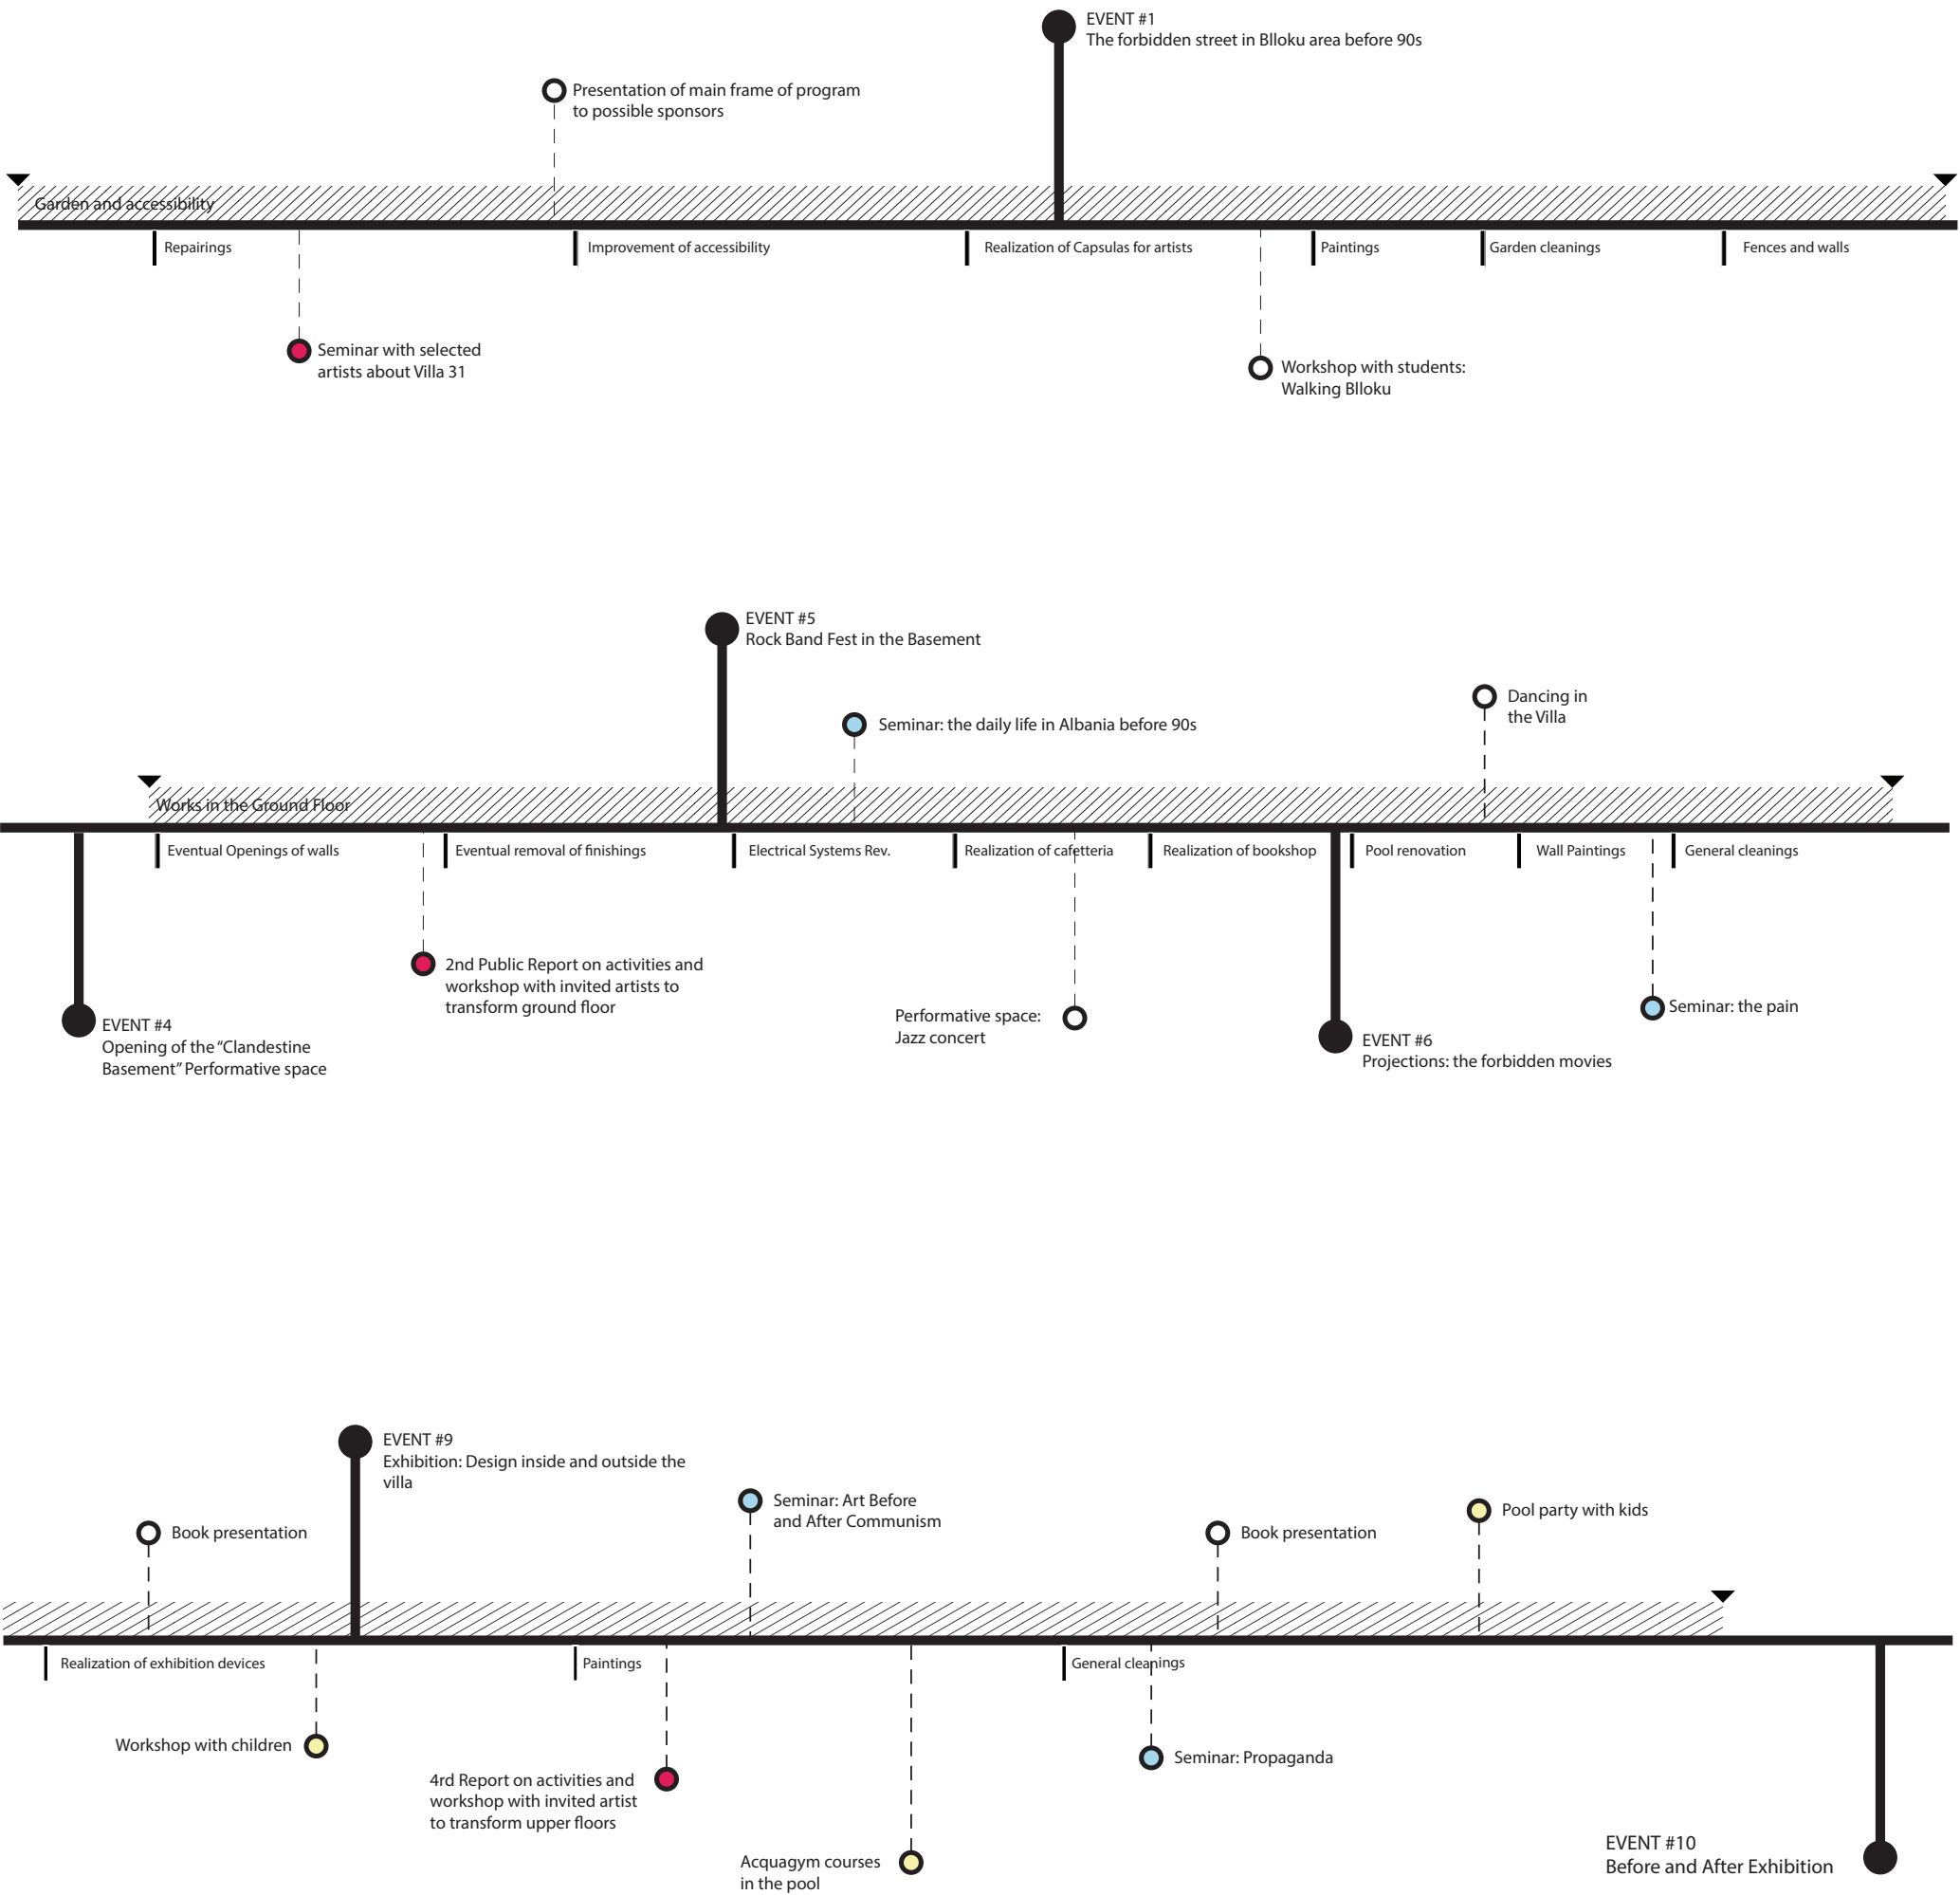 EVENT #1
The forbidden street in Blloku area before 90s
Presentation of main frame of program
to possible sponsors
Garden and accessibility
Repairings
Improvement of accessibility
Realization of Capsulas for artists
Paintings
Garden cleanings
Fences and walls
Seminar with selected
artists about Villa 31
Workshop with students:
Walking Blloku
EVENT #5
Rock Band Fest in the Basement
Dancing in
the Villa
Seminar: the daily life in Albania before 90s
Works in the Ground Floor
Eventual Openings of walls
Eventual removal of finishings
Electrical Systems Rev.
Realization of cafetteria
Realization of bookshop
Pool renovation
Wall Paintings
General cleanings
2nd Public Report on activities and
workshop with invited artists to
transform ground floor
Performative space:
Jazz concert
Seminar: the pain
EVENT #4
Opening of the “Clandestine
Basement” Performative space
EVENT #6
Projections: the forbidden movies
EVENT #9
Exhibition: Design inside and outside the
villa
Book presentation
Seminar: Art Before
and After Communism
Book presentation
Pool party with kids
Realization of exhibition devices
Paintings
General cleanings
Workshop with children
4rd Report on activities and
workshop with invited artist
to transform upper floors
Seminar: Propaganda
Acquagym courses
in the pool
EVENT #10
Before and After Exhibition